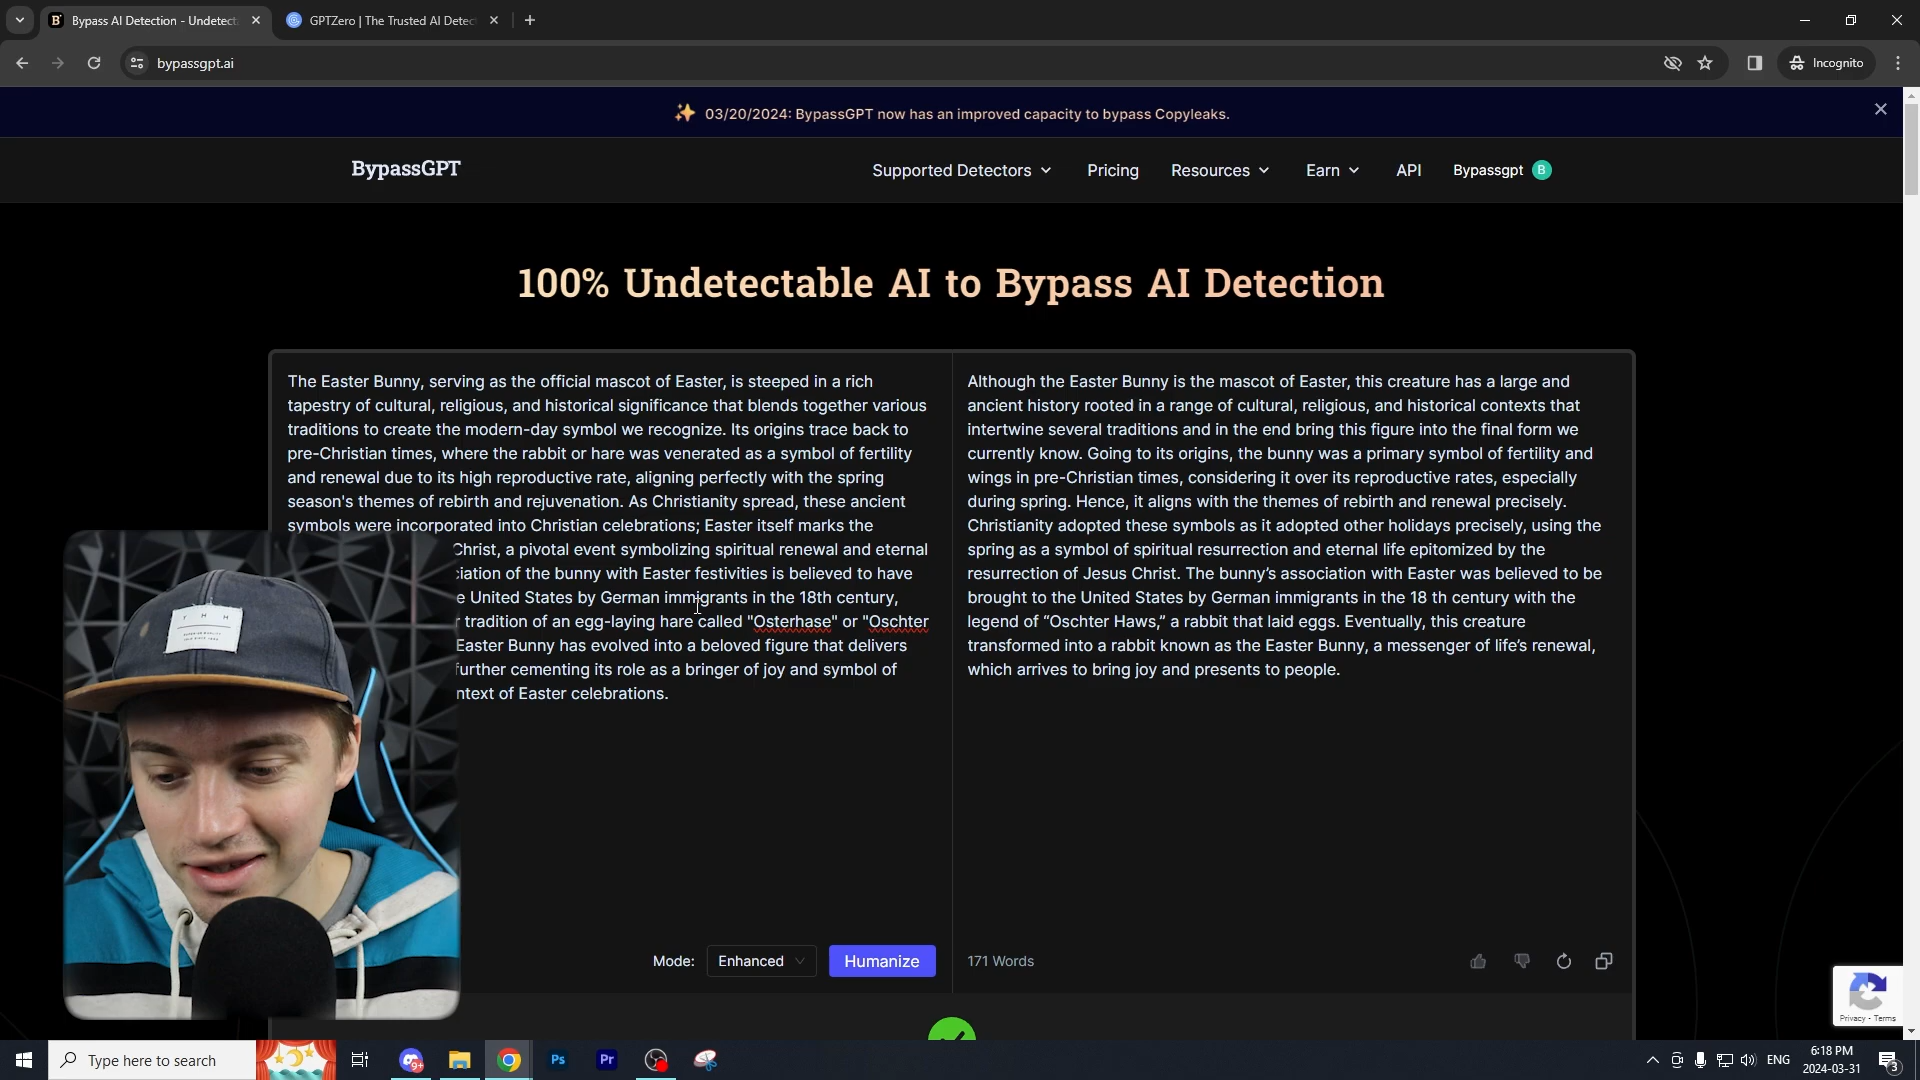 Bypass AI Detection - Undetect
GPTZero | The Trusted AI Detec
bypassgpt.ai
Incognito
03/20/2024: BypassGPT now has an improved capacity to bypass Copyleaks.
BypassGPT
Supported Detectors
Pricing
Resources
Earn
API
Bypassgpt
B
100% Undetectable AI to Bypass AI Detection
The Easter Bunny, serving as the official mascot of Easter, is steeped in a rich
tapestry of cultural, religious, and historical significance that blends together various
traditions to create the modern-day symbol we recognize. Its origins trace back to
pre-Christian times, where the rabbit or hare was venerated as a symbol of fertility
and renewal due to its high reproductive rate, aligning perfectly with the spring
season's themes of rebirth and rejuvenation. As Christianity spread, these ancient
symbols were incorporated into Christian celebrations; Easter itself marks the
Christ, a pivotal event symbolizing spiritual renewal and eternal
ciation of the bunny with Easter festivities is believed to have
e United States by German immigrants in the 18th century,
r tradition of an egg-laying hare called "Osterhase" or "Oschter
Easter Bunny has evolved into a beloved figure that delivers
further cementing its role as a bringer of joy and symbol of
ntext of Easter celebrations.
Although the Easter Bunny is the mascot of Easter, this creature has a large and
ancient history rooted in a range of cultural, religious, and historical contexts that
intertwine several traditions and in the end bring this figure into the final form we
currently know. Going to its origins, the bunny was a primary symbol of fertility and
wings in pre-Christian times, considering it over its reproductive rates, especially
during spring. Hence, it aligns with the themes of rebirth and renewal precisely.
Christianity adopted these symbols as it adopted other holidays precisely, using the
spring as a symbol of spiritual resurrection and eternal life epitomized by the
resurrection of Jesus Christ. The bunny’s association with Easter was believed to be
brought to the United States by German immigrants in the 18 th century with the
legend of “Oschter Haws,” a rabbit that laid eggs. Eventually, this creature
transformed into a rabbit known as the Easter Bunny, a messenger of life’s renewal,
which arrives to bring joy and presents to people.
T H H
Mode:
Enhanced
Humanize
171 Words
Privacy - Terms
Type here to search
9+
Ps
Pr
ENG
6:18 PM
2024-03-31
3